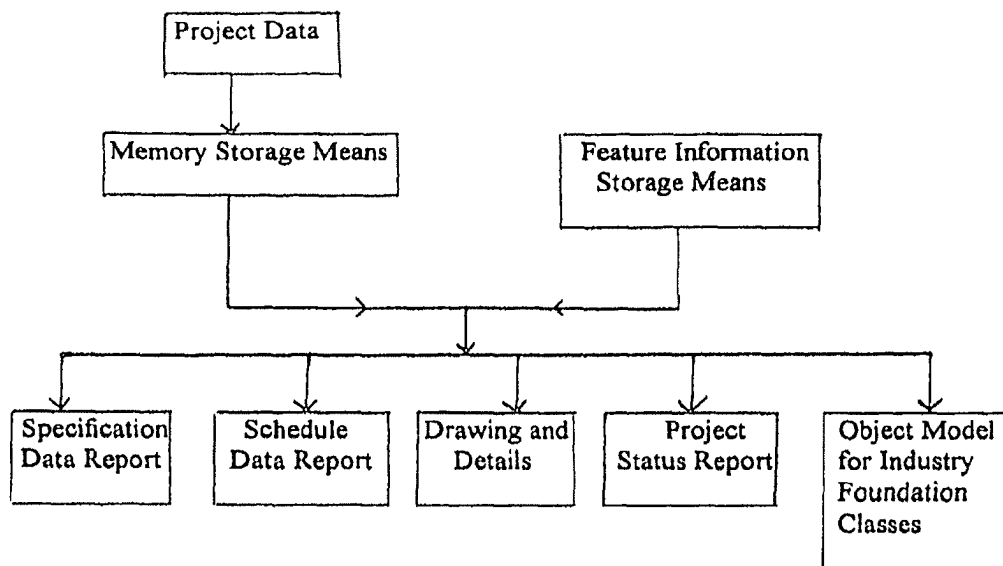 Project Data
Memory Storage Means
Feature Information
Storage Means
Specification
Data Report
Schedule
Data Report
Drawing and
Details
Project
Status Report
Object Model
for Industry
Foundation
Classes